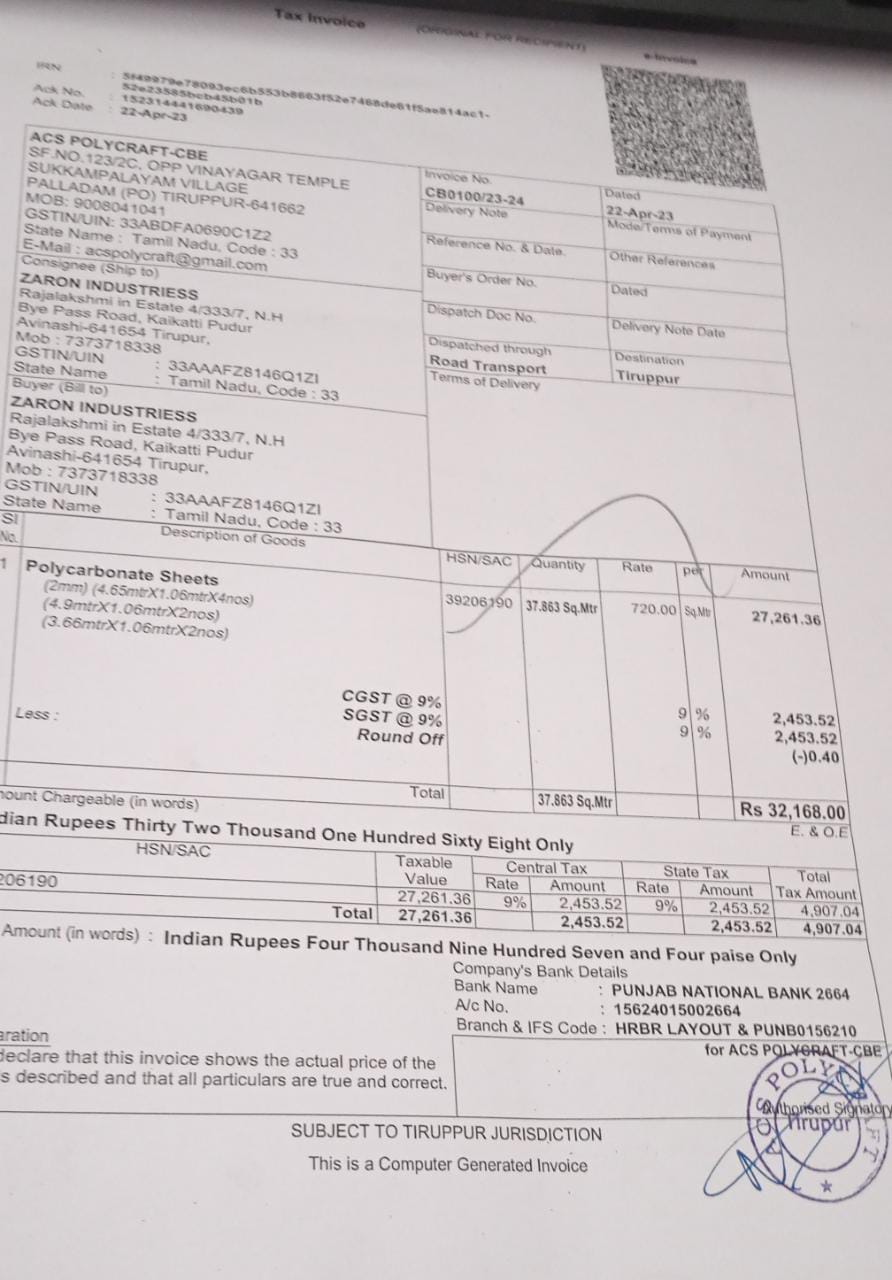 Tax Invoice
(ORIGINAL FOR RECIPIENT)
e-Invoice
IRN : 5f49979e78093ec6b553b8663f52e7468de61f5ae814ac1-
52e23585bcb45b01b
Ack No. : 152314441690439
Ack Date : 22-Apr-23
ACS POLYCRAFT-CBE
SF.NO.123/2C, OPP VINAYAGAR TEMPLE
SUKKAMPALAYAM VILLAGE
PALLADAM (PO) TIRUPPUR-641662
MOB: 9008041041
GSTIN/UIN: 33ABDFA0690C1Z2
State Name : Tamil Nadu, Code : 33
E-Mail : acspolycraft@gmail.com
Invoice No.
CB0100/23-24
Dated
22-Apr-23
Delivery Note
Mode/Terms of Payment
Reference No. & Date.
Other References
Buyer's Order No.
Dated
Dispatch Doc No.
Delivery Note Date
Dispatched through
Road Transport
Destination
Tiruppur
Terms of Delivery
Consignee (Ship to)
ZARON INDUSTRIESS
Rajalakshmi in Estate 4/333/7, N.H
Bye Pass Road, Kaikatti Pudur
Avinashi-641654 Tirupur,
Mob : 7373718338
GSTIN/UIN : 33AAAFZ8146Q1ZI
State Name : Tamil Nadu, Code : 33
Buyer (Bill to)
ZARON INDUSTRIESS
Rajalakshmi in Estate 4/333/7, N.H
Bye Pass Road, Kaikatti Pudur
Avinashi-641654 Tirupur,
Mob : 7373718338
GSTIN/UIN : 33AAAFZ8146Q1ZI
State Name : Tamil Nadu, Code : 33
Sl No. Description of Goods HSN/SAC Quantity Rate per Amount
1 Polycarbonate Sheets 39206190 37.863 Sq.Mtr 720.00 Sq.Mtr 27,261.36
(2mm) (4.65mtrX1.06mtrX4nos)
(4.9mtrX1.06mtrX2nos)
(3.66mtrX1.06mtrX2nos)
CGST @ 9% 9 % 2,453.52
SGST @ 9% 9 % 2,453.52
Less : Round Off (-)0.40
Total 37.863 Sq.Mtr Rs 32,168.00
mount Chargeable (in words) E. & O.E
dian Rupees Thirty Two Thousand One Hundred Sixty Eight Only
HSN/SAC Taxable Value Central Tax State Tax Total Tax Amount
Rate Amount Rate Amount
206190 27,261.36 9% 2,453.52 9% 2,453.52 4,907.04
Total 27,261.36 2,453.52 2,453.52 4,907.04
Amount (in words) : Indian Rupees Four Thousand Nine Hundred Seven and Four paise Only
Company's Bank Details
Bank Name : PUNJAB NATIONAL BANK 2664
A/c No. : 15624015002664
Branch & IFS Code : HRBR LAYOUT & PUNB0156210
aration
declare that this invoice shows the actual price of the
s described and that all particulars are true and correct.
for ACS POLYCRAFT-CBE
ACS POLYCRAFT
Tirupur
Authorised Signatory
SUBJECT TO TIRUPPUR JURISDICTION
This is a Computer Generated Invoice